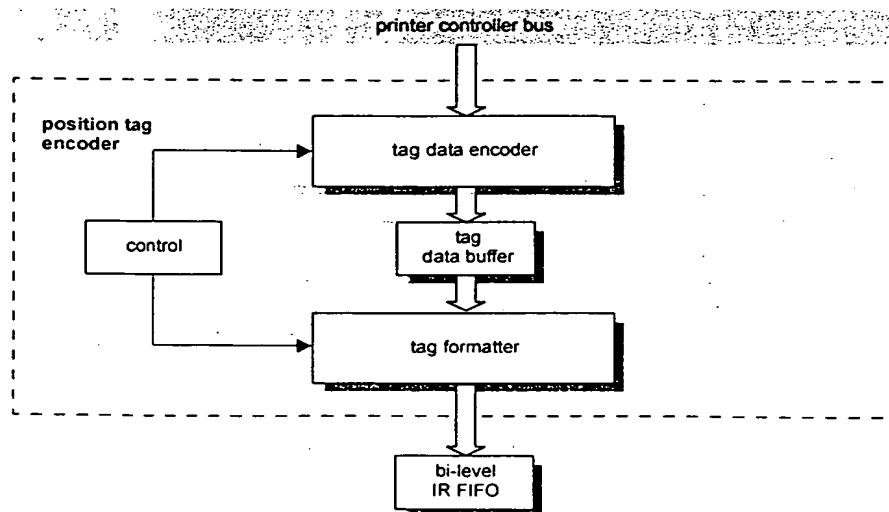 printer controller bus
position tag
encoder
tag data encoder
control
tag
data buffer
tag formatter
bi-level
IR FIFO